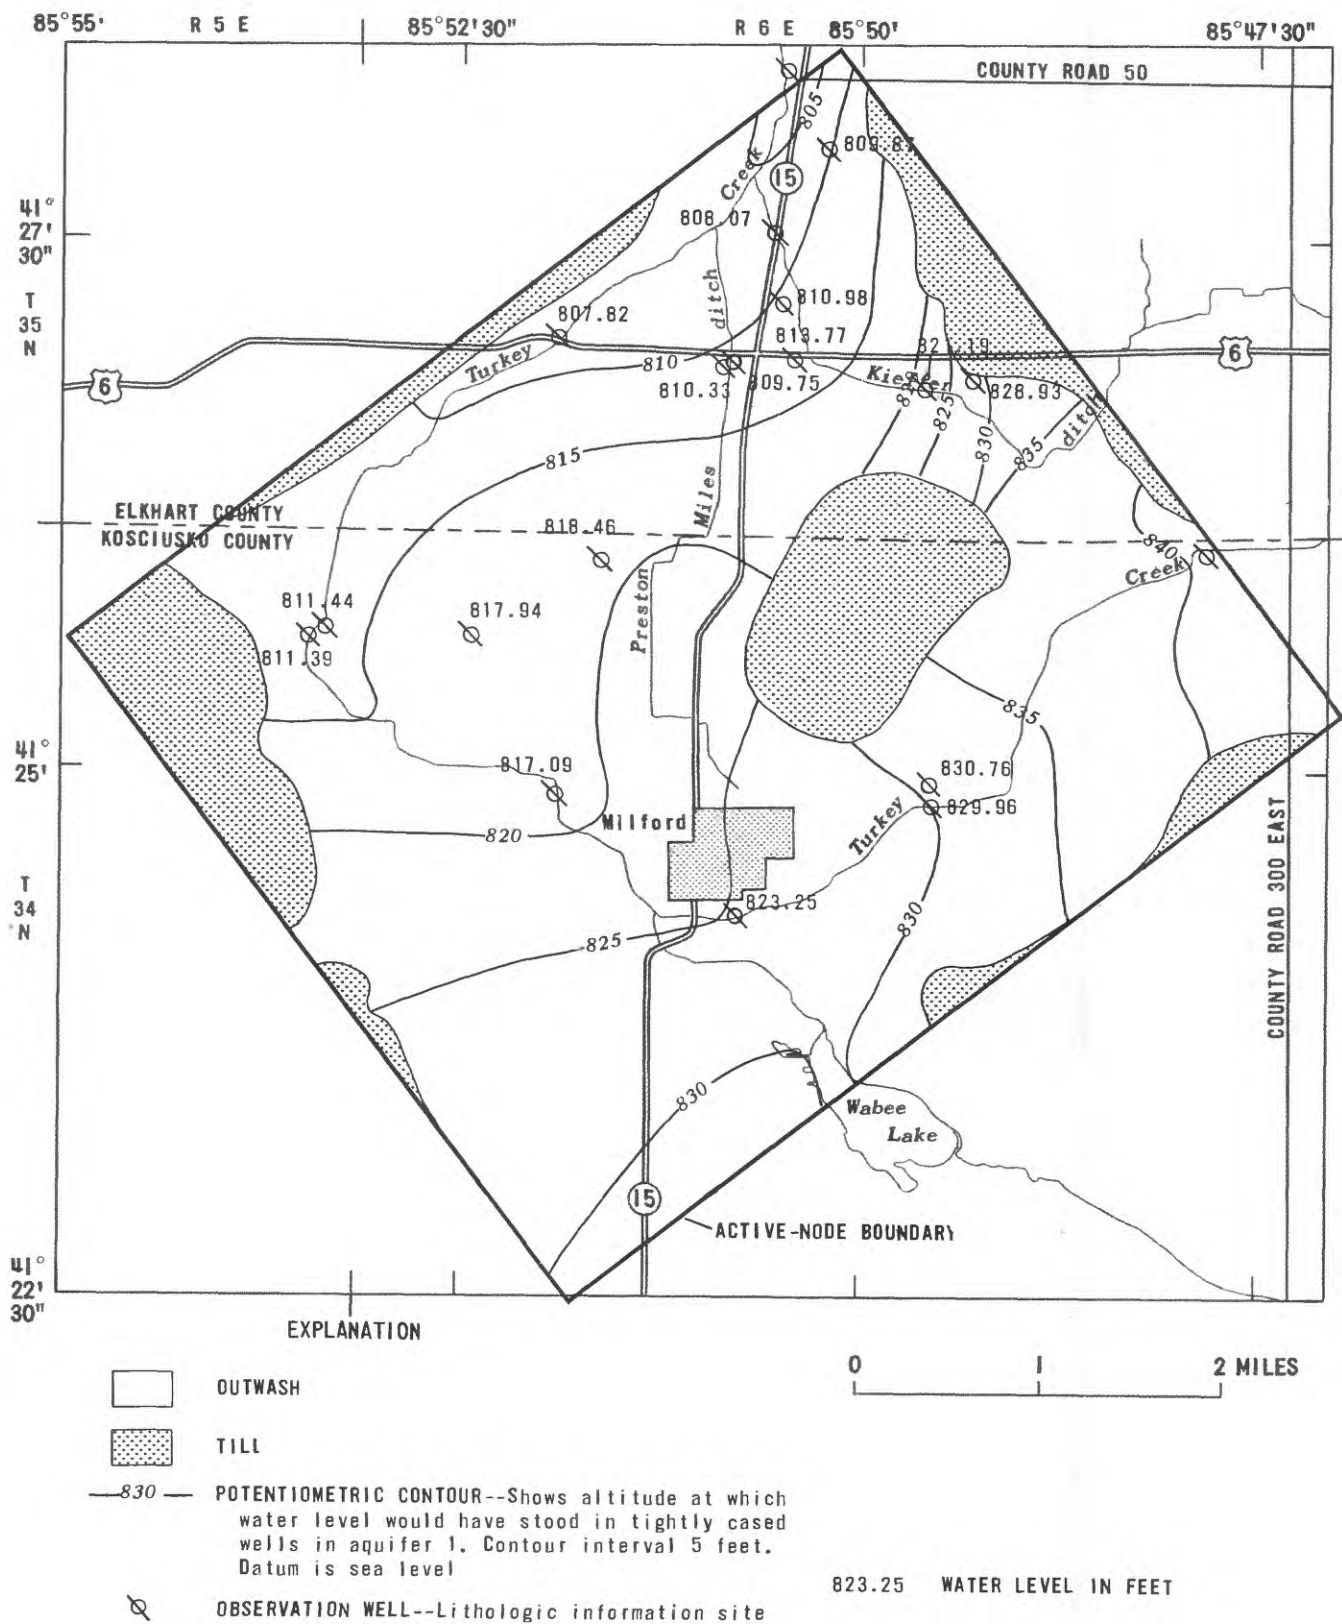 85°55' R 5 E 85°52'30" R 6 E 85°50' 85°47'30"
COUNTY ROAD 50
805
809.87
15
Creek
41°
27'
30"
808.07
ditch
T
35
N
810.98
807.82
813.77
6
Turkey
810
810.33
809.75
Kieffer
825
828.93
6
830
835
ditch
815
Miles
ELKHART COUNTY
KOSCIUSKO COUNTY
818.46
840
Creek
811.44
817.94
Preston
811.39
835
41°
25'
817.09
830.76
829.96
Milford
Turkey
820
T
34
N
823.25
825
830
COUNTY ROAD 300 EAST
830
Wabee
Lake
15
ACTIVE-NODE BOUNDARY
41°
22'
30"
EXPLANATION
0 1 2 MILES
OUTWASH
TILL
830 POTENTIOMETRIC CONTOUR--Shows altitude at which
water level would have stood in tightly cased
wells in aquifer 1. Contour interval 5 feet.
Datum is sea level
823.25 WATER LEVEL IN FEET
OBSERVATION WELL--Lithologic information site